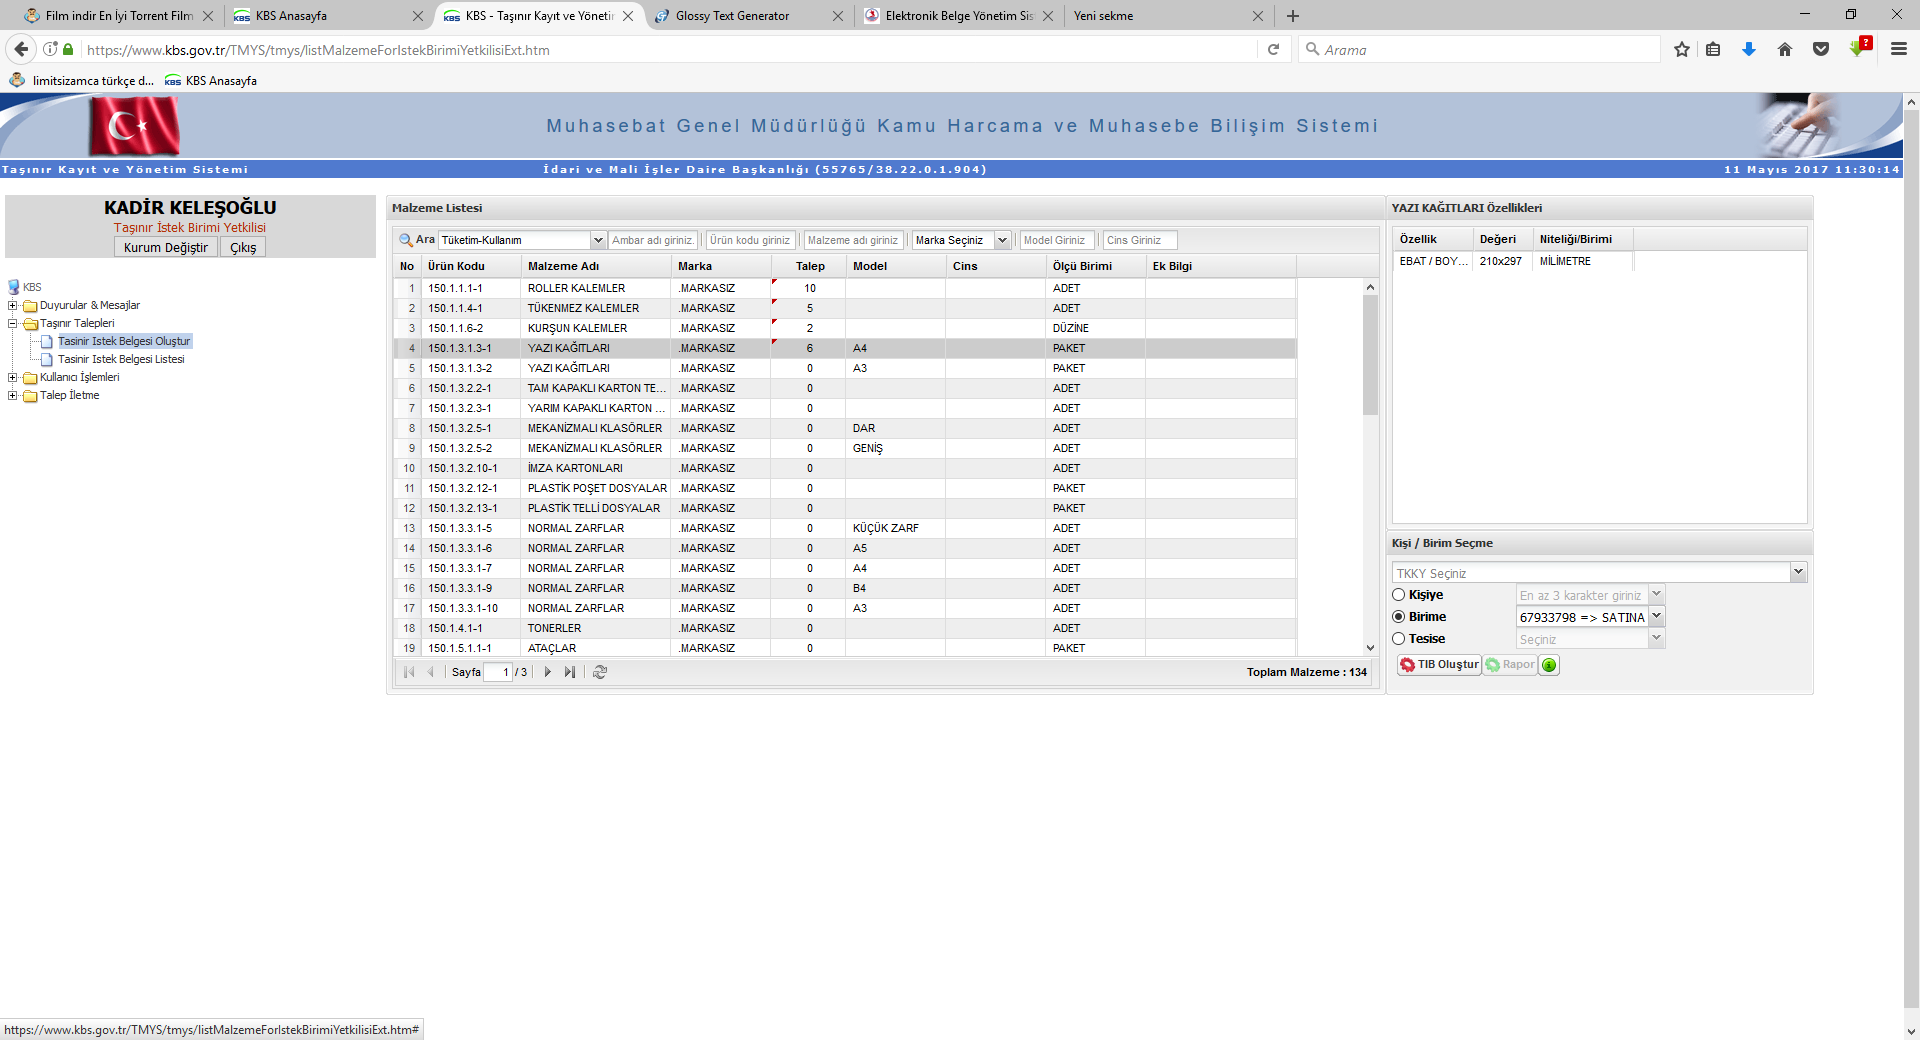 Film indir En İyi Torrent Film
KBS Anasayfa
KBS - Taşınır Kayıt ve Yönetim
Glossy Text Generator
Elektronik Belge Yönetim Sis
Yeni sekme
https://www.kbs.gov.tr/TMYS/tmys/listMalzemeForIstekBirimiYetkilisiExt.htm
Arama
limitsizamca türkçe d...
KBS Anasayfa
Muhasebat Genel Müdürlüğü Kamu Harcama ve Muhasebe Bilişim Sistemi
Taşınır Kayıt ve Yönetim Sistemi
İdari ve Mali İşler Daire Başkanlığı (55765/38.22.0.1.904)
11 Mayıs 2017 11:30:14
KADİR KELEŞOĞLU
Taşınır İstek Birimi Yetkilisi
Kurum Değiştir Çıkış
KBS
Duyurular & Mesajlar
Taşınır Talepleri
Tasinir Istek Belgesi Oluştur
Tasinir Istek Belgesi Listesi
Kullanıcı İşlemleri
Talep İletme
Malzeme Listesi
Ara Tüketim-Kullanım Ambar adı giriniz. Ürün kodu giriniz Malzeme adı giriniz Marka Seçiniz Model Giriniz Cins Giriniz
No Ürün Kodu Malzeme Adı Marka Talep Model Cins Ölçü Birimi Ek Bilgi
1 150.1.1.1-1 ROLLER KALEMLER .MARKASIZ 10 ADET
2 150.1.1.4-1 TÜKENMEZ KALEMLER .MARKASIZ 5 ADET
3 150.1.1.6-2 KURŞUN KALEMLER .MARKASIZ 2 DÜZİNE
4 150.1.3.1.3-1 YAZI KAĞITLARI .MARKASIZ 6 A4 PAKET
5 150.1.3.1.3-2 YAZI KAĞITLARI .MARKASIZ 0 A3 PAKET
6 150.1.3.2.2-1 TAM KAPAKLI KARTON TE... .MARKASIZ 0 ADET
7 150.1.3.2.3-1 YARIM KAPAKLI KARTON ... .MARKASIZ 0 ADET
8 150.1.3.2.5-1 MEKANİZMALI KLASÖRLER .MARKASIZ 0 DAR ADET
9 150.1.3.2.5-2 MEKANİZMALI KLASÖRLER .MARKASIZ 0 GENİŞ ADET
10 150.1.3.2.10-1 İMZA KARTONLARI .MARKASIZ 0 ADET
11 150.1.3.2.12-1 PLASTİK POŞET DOSYALAR .MARKASIZ 0 PAKET
12 150.1.3.2.13-1 PLASTİK TELLİ DOSYALAR .MARKASIZ 0 PAKET
13 150.1.3.3.1-5 NORMAL ZARFLAR .MARKASIZ 0 KÜÇÜK ZARF ADET
14 150.1.3.3.1-6 NORMAL ZARFLAR .MARKASIZ 0 A5 ADET
15 150.1.3.3.1-7 NORMAL ZARFLAR .MARKASIZ 0 A4 ADET
16 150.1.3.3.1-9 NORMAL ZARFLAR .MARKASIZ 0 B4 ADET
17 150.1.3.3.1-10 NORMAL ZARFLAR .MARKASIZ 0 A3 ADET
18 150.1.4.1-1 TONERLER .MARKASIZ 0 ADET
19 150.1.5.1.1-1 ATAÇLAR .MARKASIZ 0 PAKET
Sayfa 1 / 3
Toplam Malzeme : 134
YAZI KAĞITLARI Özellikleri
Özellik Değeri Niteliği/Birimi
EBAT / BOY... 210x297 MİLİMETRE
Kişi / Birim Seçme
TKKY Seçiniz
Kişiye En az 3 karakter giriniz
Birime 67933798 => SATINA
Tesise Seçiniz
TIB Oluştur Rapor
https://www.kbs.gov.tr/TMYS/tmys/listMalzemeForIstekBirimiYetkilisiExt.htm#